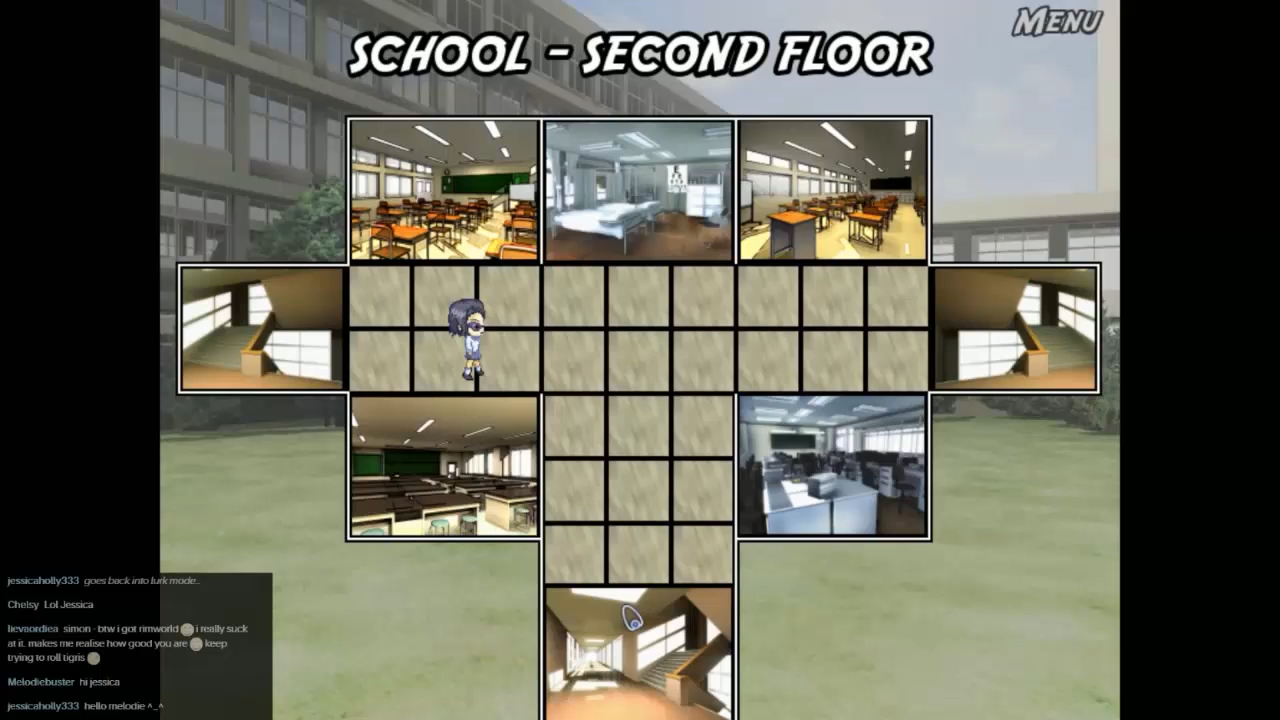 MENU
SCHOOL - SECOND FLOOR
jessicaholly333 goes back into lurk mode..
Chelsy Lol Jessica
lievaordiea simon - btw i got rimworld i really suck
at it. makes me realise how good you are keep
trying to roll tigris
Melodiebuster hi jessica
jessicaholly333 hello melodie ^_^